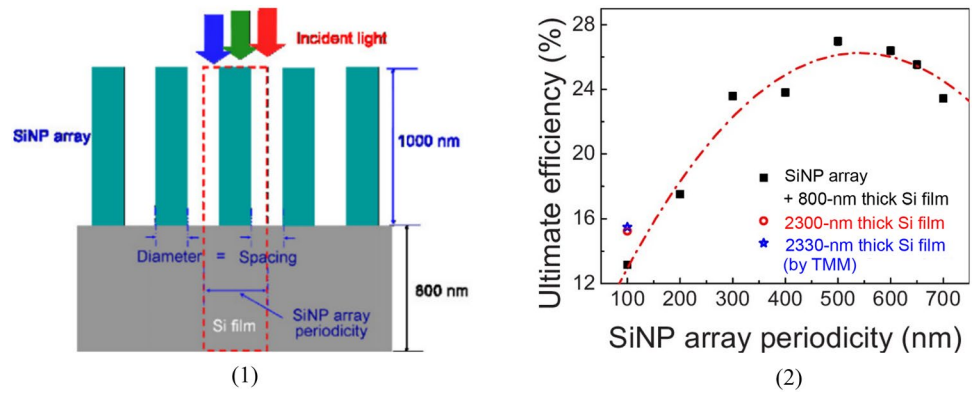 Incident light
SiNP array
1000 nm
Diameter = Spacing
800 nm
SiNP array
periodicity
Si film
(1)
Ultimate efficiency (%)
28
24
20
16
12
SiNP array
+ 800-nm thick Si film
2300-nm thick Si film
2330-nm thick Si film
(by TMM)
100 200 300 400 500 600 700
SiNP array periodicity (nm)
(2)